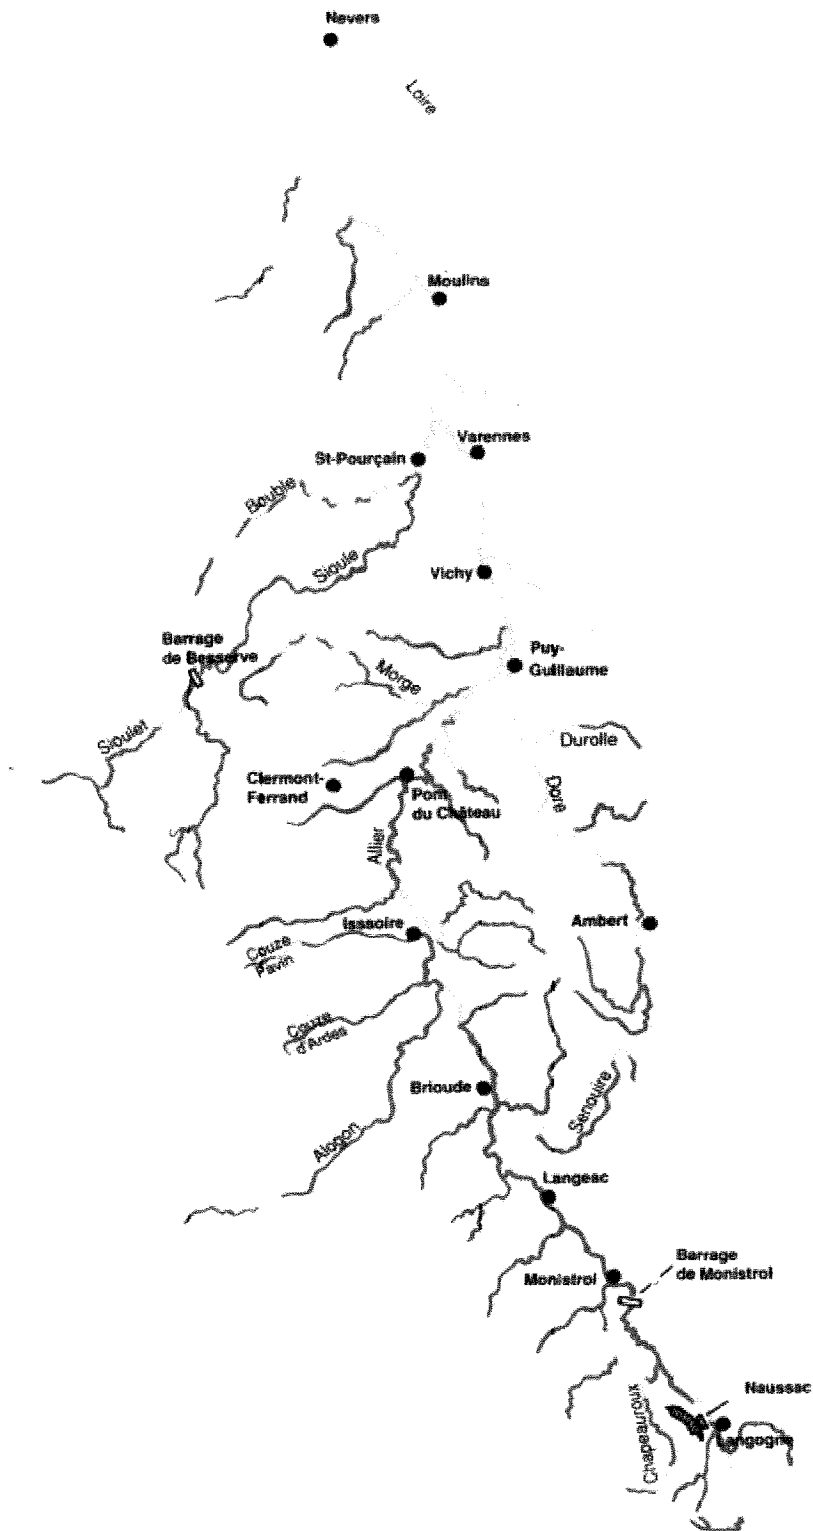 Nevers
Loire
Moulins
Varennes
St-Pourçain
Bouble
Sioule
Vichy
Barrage
de Besserve
Puy-
Guillaume
Morge
Sioulet
Durolle
Clermont-
Ferrand
Pont
du Château
Dore
Allier
Isssoire
Ambert
Couze
Pavin
Couze
d'Ardes
Brioude
Senouire
Alagon
Langeac
Barrage
de Monistrol
Monistrol
Naussac
Chapeauroux
Langogne